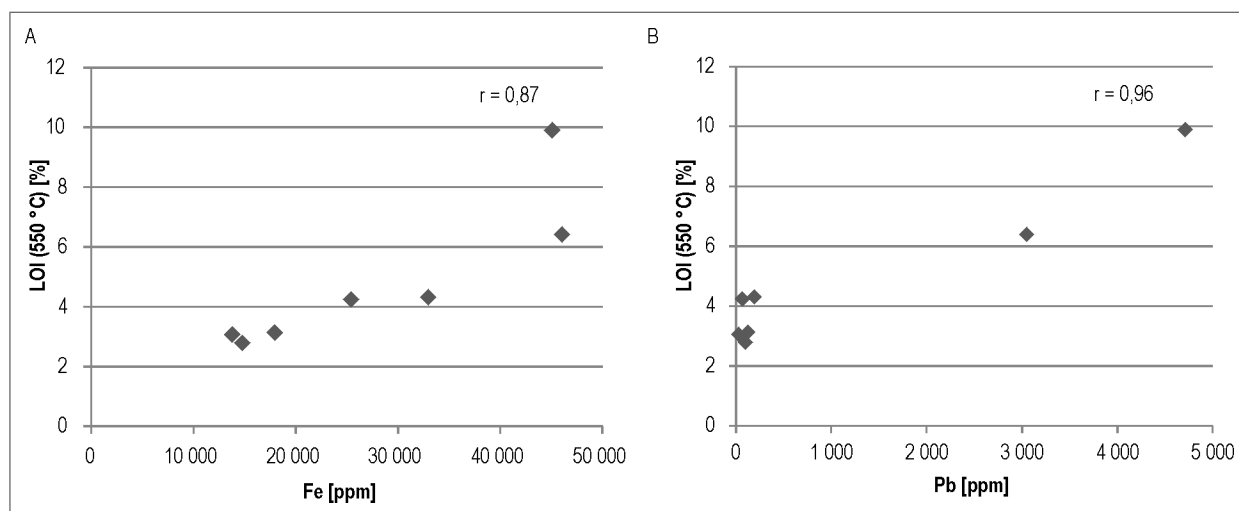 A
12
10
8
6
4
2
0
LOI (550 °C) [%]
r = 0,87
0 10 000 20 000 30 000 40 000 50 000
Fe [ppm]
B
12
10
8
6
4
2
0
LOI (550 °C) [%]
r = 0,96
0 1 000 2 000 3 000 4 000 5 000
Pb [ppm]